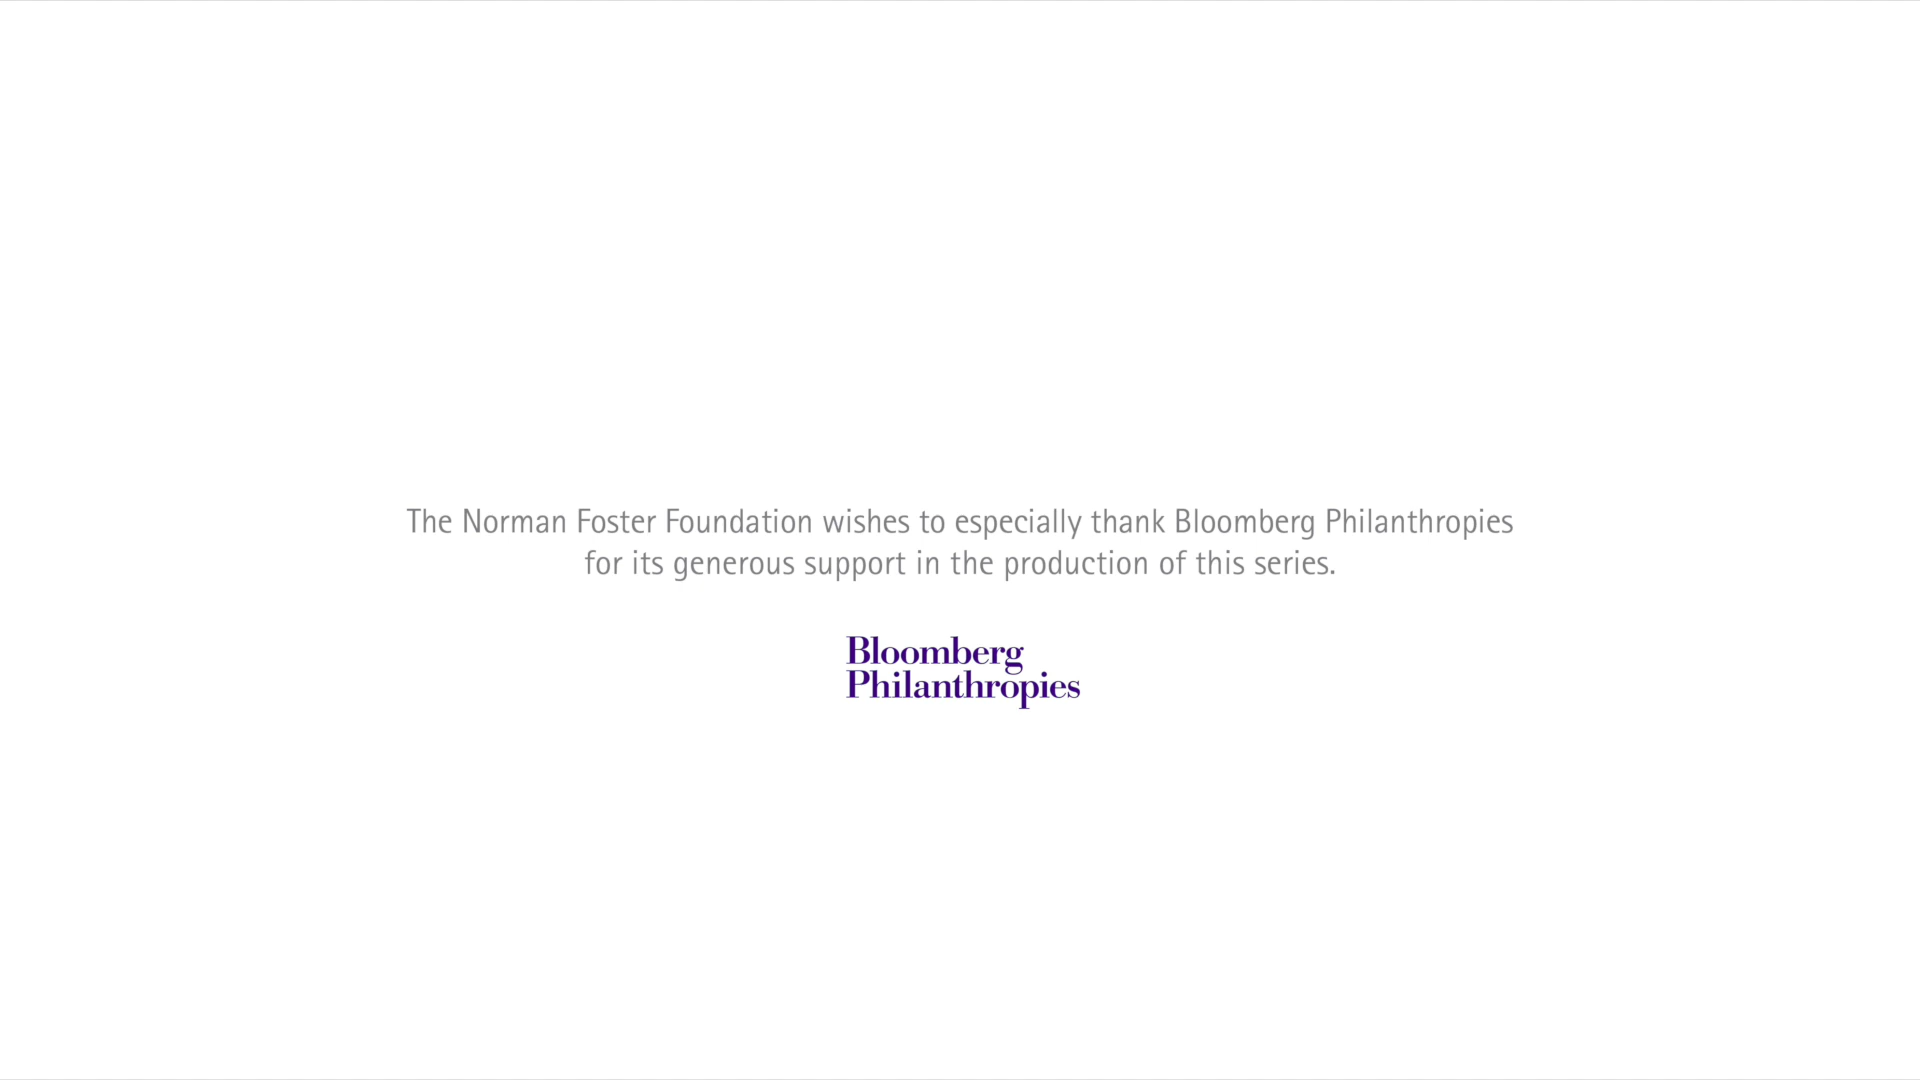 The Norman Foster Foundation wishes to especially thank Bloomberg Philanthropies
for its generous support in the production of this series.
Bloomberg
Philanthropies